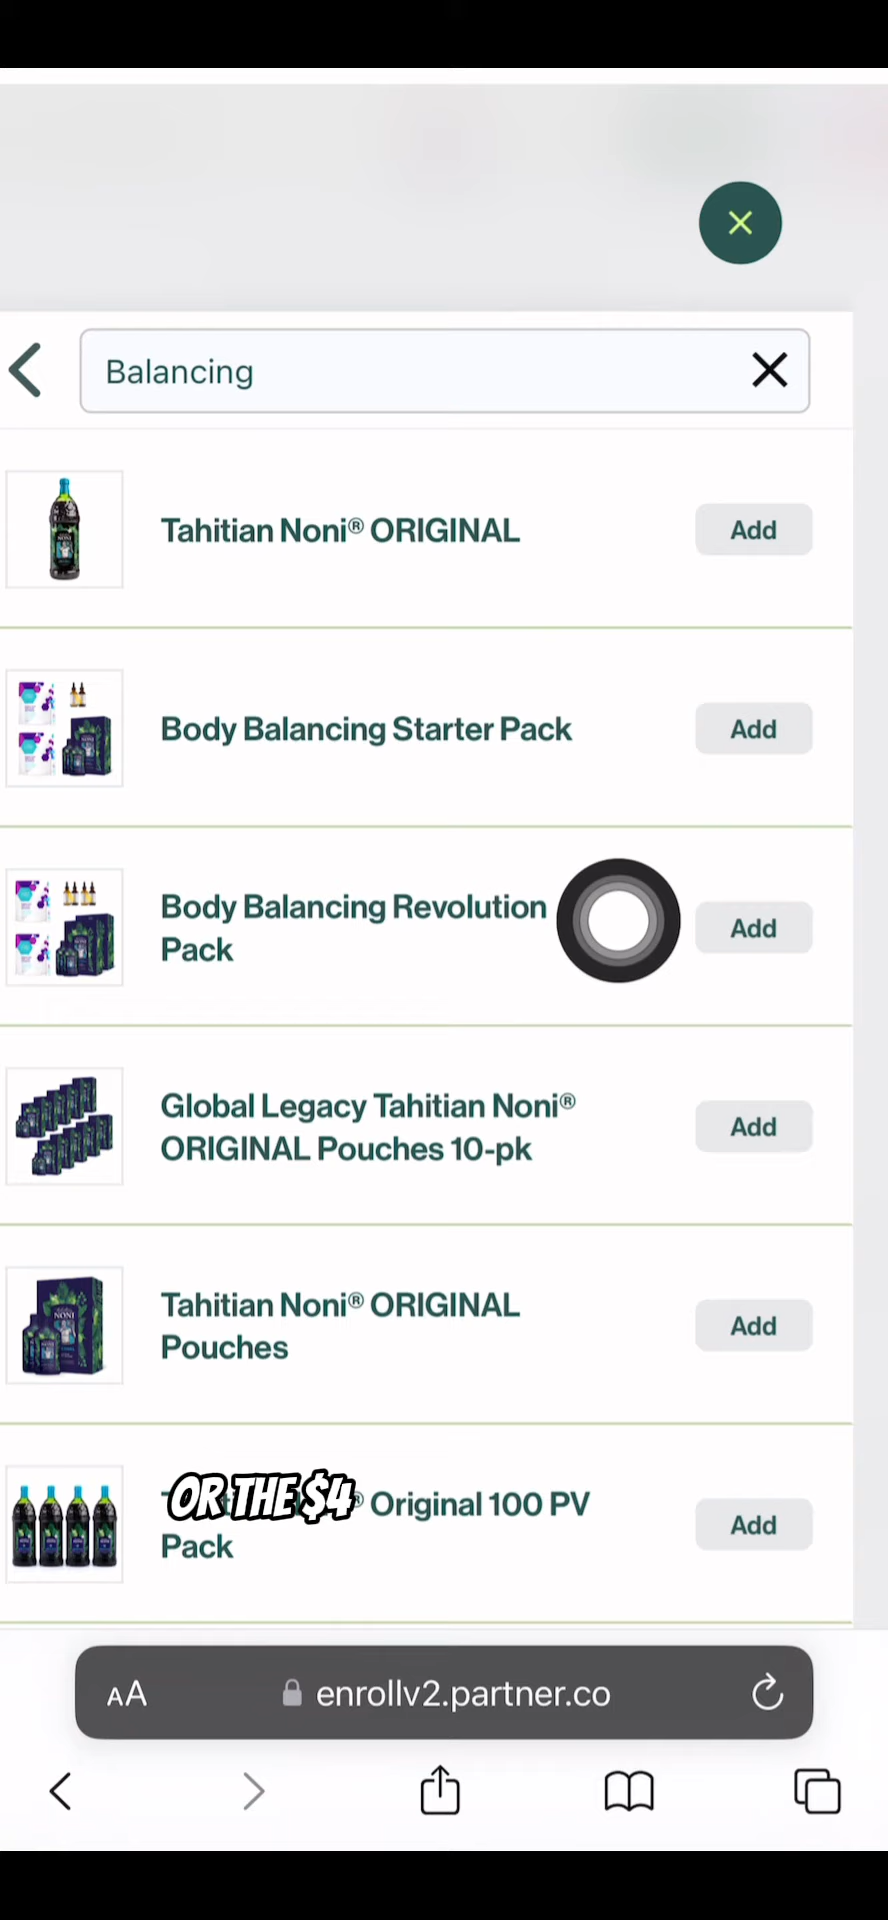 Balancing
Tahitian Noni® ORIGINAL
Add
Body Balancing Starter Pack
Add
Body Balancing Revolution
Pack
Add
Global Legacy Tahitian Noni®
ORIGINAL Pouches 10-pk
Add
Tahitian Noni® ORIGINAL
Pouches
Add
OR THE $4
® Original 100 PV
Pack
Add
AA
enrollv2.partner.co